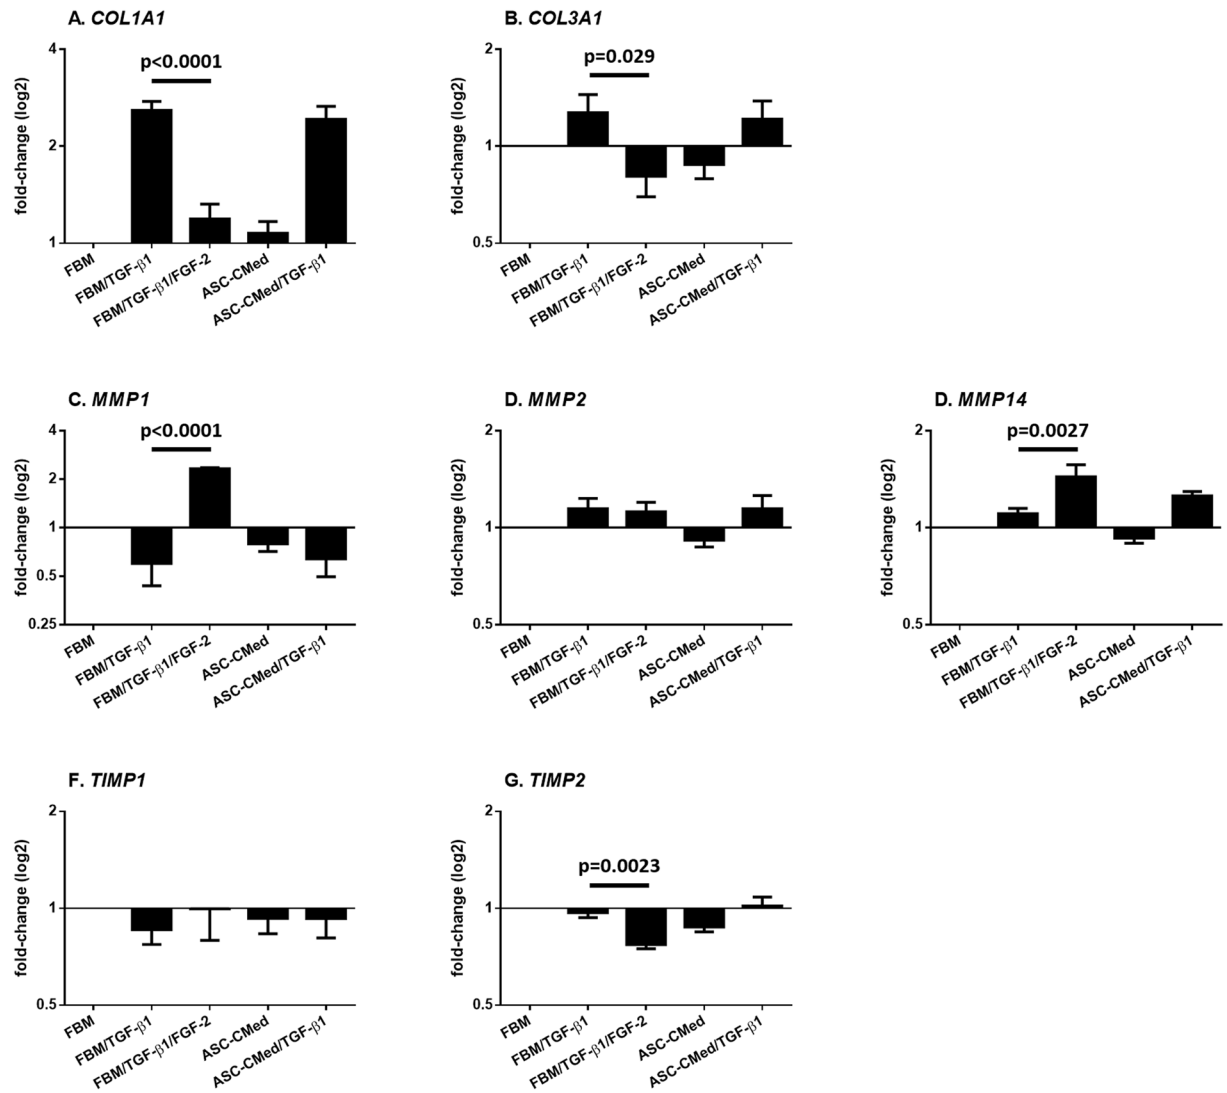 A. COL1A1
B. COL3A1
fold-change (log2)
4
2
1
p<0.0001
FBM
FBM/TGF-β1
FBM/TGF-β1/FGF-2
ASC-CMed
ASC-CMed/TGF-β1
fold-change (log2)
2
1
0.5
p=0.029
FBM
FBM/TGF-β1
FBM/TGF-β1/FGF-2
ASC-CMed
ASC-CMed/TGF-β1
C. MMP1
D. MMP2
D. MMP14
fold-change (log2)
4
2
1
0.5
0.25
p<0.0001
FBM
FBM/TGF-β1
FBM/TGF-β1/FGF-2
ASC-CMed
ASC-CMed/TGF-β1
fold-change (log2)
2
1
0.5
FBM
FBM/TGF-β1
FBM/TGF-β1/FGF-2
ASC-CMed
ASC-CMed/TGF-β1
fold-change (log2)
2
1
0.5
p=0.0027
FBM
FBM/TGF-β1
FBM/TGF-β1/FGF-2
ASC-CMed
ASC-CMed/TGF-β1
F. TIMP1
G. TIMP2
fold-change (log2)
2
1
0.5
FBM
FBM/TGF-β1
FBM/TGF-β1/FGF-2
ASC-CMed
ASC-CMed/TGF-β1
fold-change (log2)
2
1
0.5
p=0.0023
FBM
FBM/TGF-β1
FBM/TGF-β1/FGF-2
ASC-CMed
ASC-CMed/TGF-β1